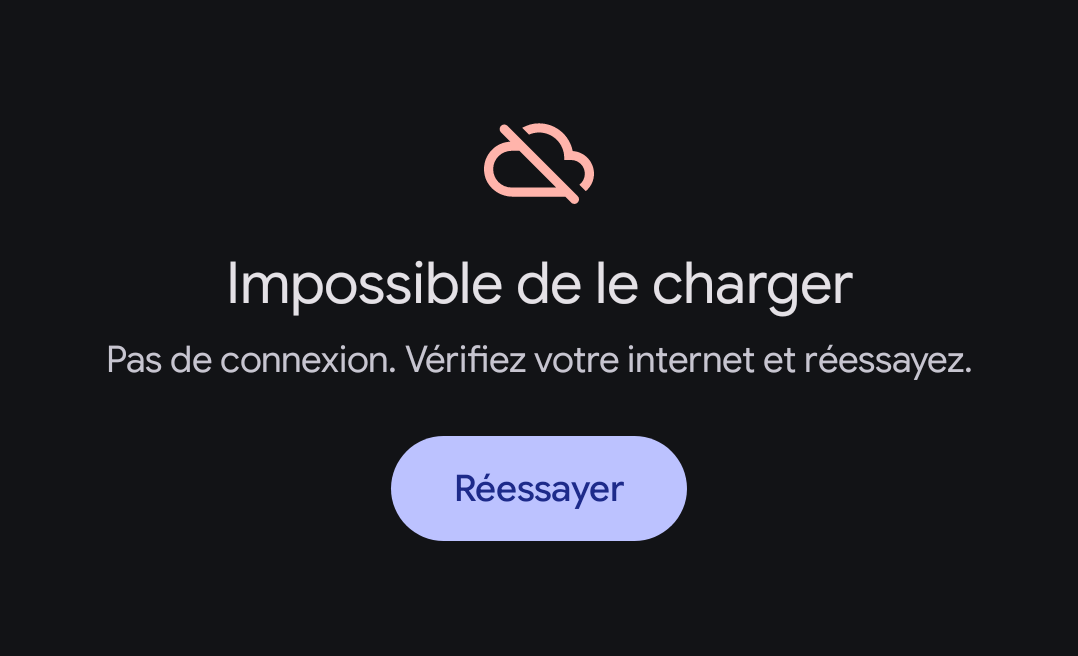 Impossible de le charger
Pas de connexion. Vérifiez votre internet et réessayez.
Réessayer